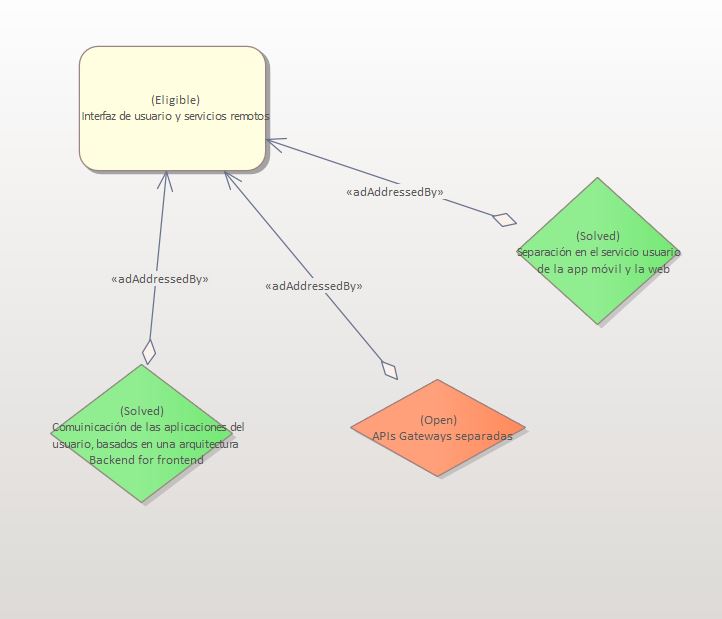 (Eligible)
Interfaz de usuario y servicios remotos
«adAddressedBy»
(Solved)
Separación en el servicio usuario
de la app móvil y la web
«adAddressedBy»
«adAddressedBy»
(Solved)
Comuinicación de las aplicaciones del
usuario, basados en una arquitectura
Backend for frontend
(Open)
APIs Gateways separadas